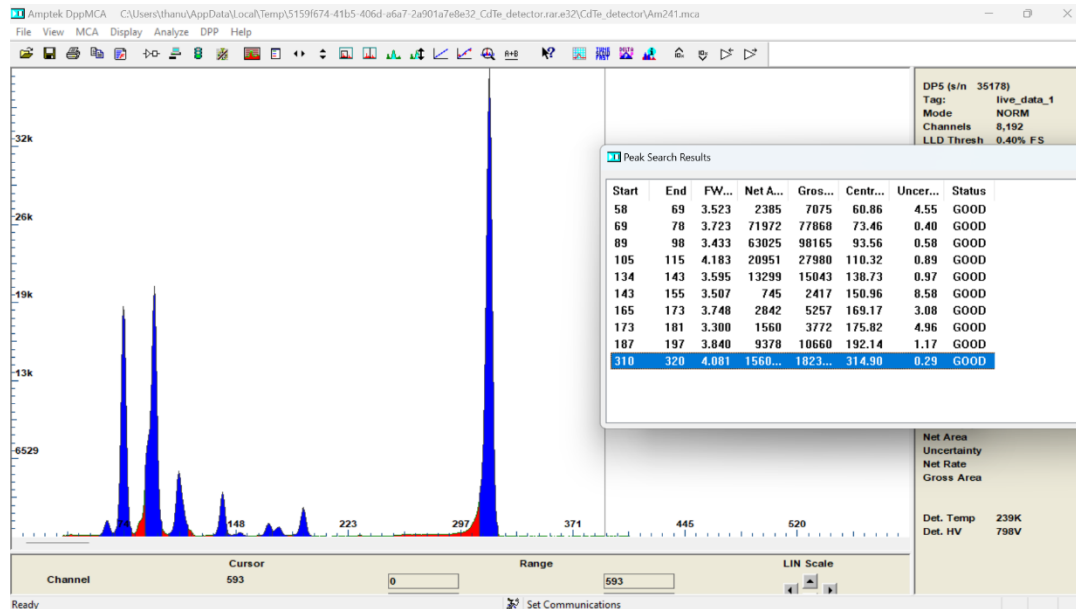 Amptek DppMCA C:\Users\thanu\AppData\Local\Temp\5159f674-41b5-406d-a6a7-2a901a7e8e32_CdTe_detector.rar.e32\CdTe_detector\Am241.mca
File View MCA Display Analyze DPP Help
DP5 (s/n 35178)
Tag: live_data_1
Mode NORM
Channels 8,192
LLD Thresh 0.40% FS
32k
26k
19k
13k
6529
148 223 297 371 445 520
Peak Search Results
Start End FW... Net A... Gros... Centr... Uncer... Status
58 69 3.523 2385 7075 60.86 4.55 GOOD
69 78 3.723 71972 77868 73.46 0.40 GOOD
89 98 3.433 63025 98165 93.56 0.58 GOOD
105 115 4.183 20951 27980 110.32 0.89 GOOD
134 143 3.595 13299 15043 138.73 0.97 GOOD
143 155 3.507 745 2417 150.96 8.58 GOOD
165 173 3.748 2842 5257 169.17 3.08 GOOD
173 181 3.300 1560 3772 175.82 4.96 GOOD
187 197 3.840 9378 10660 192.14 1.17 GOOD
310 320 4.081 1560... 1823... 314.90 0.29 GOOD
Net Area
Uncertainty
Net Rate
Gross Area
Det. Temp 239K
Det. HV 798V
Cursor Range LIN Scale
Channel 593 0 593
Ready Set Communications